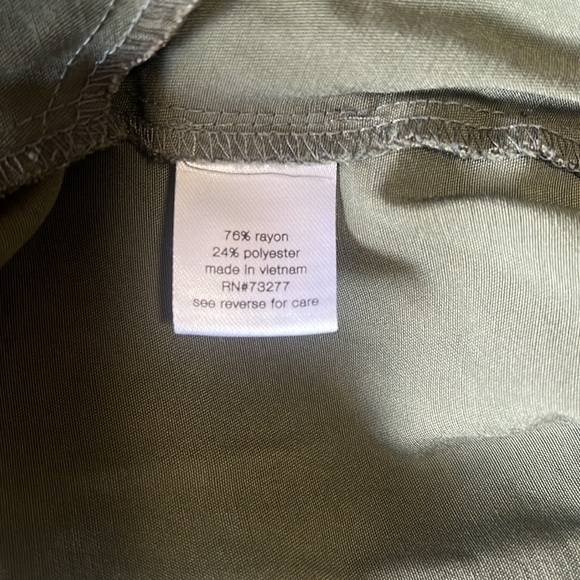 76% rayon
24% polyester
made in vietnam
RN#73277
see reverse for care